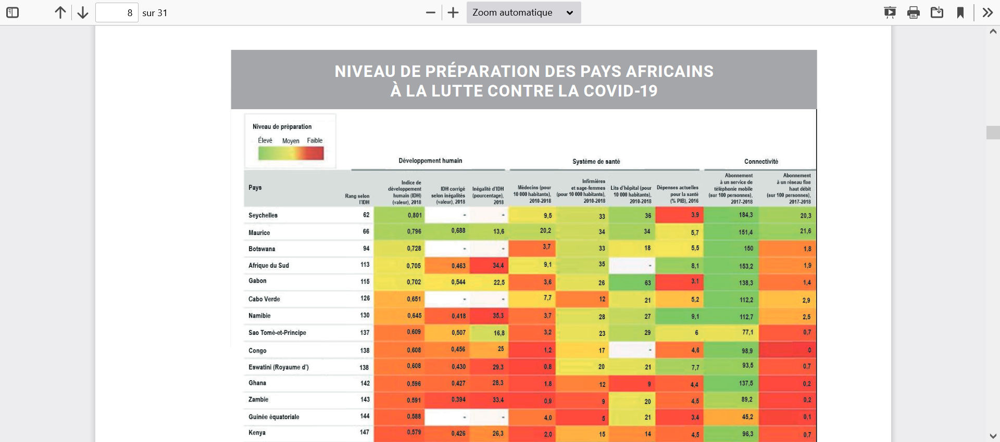 8 sur 31
Zoom automatique
NIVEAU DE PRÉPARATION DES PAYS AFRICAINS
À LA LUTTE CONTRE LA COVID-19
Niveau de préparation
Élevé Moyen Faible
Développement humain Système de santé Connectivité
Pays
Rang selon
l'IDH
Indice de
développement
humain (IDH)
(valeur), 2018
IDH corrigé
selon inégalités
(valeur), 2018
Inégalité d'IDH
(pourcentage),
2018
Médecins (pour
10 000 habitants),
2010-2018
Infirmières
et sage-femmes
(pour 10 000 habitants),
2010-2018
Lits d'hôpital (pour
10 000 habitants),
2010-2018
Dépenses actuelles
pour la santé
(% PIB), 2016
Abonnement
à un service de
téléphonie mobile
(sur 100 personnes),
2017-2018
Abonnement
à un réseau fixe
haut débit
(sur 100 personnes),
2017-2018
Seychelles 62 0,801 - - 9,5 33 36 3,9 184,3 20,3
Maurice 66 0,796 0,688 13,6 20,2 34 34 5,7 151,4 21,6
Botswana 94 0,728 - - 3,7 33 18 5,5 150 1,8
Afrique du Sud 113 0,705 0,463 34.4 9,1 35 - 8,1 153,2 1,9
Gabon 115 0,702 0,544 22,5 3,6 26 63 3,1 138,3 1,4
Cabo Verde 126 0,651 - - 7,7 12 21 5,2 112,2 2,9
Namibie 130 0,645 0,418 35,3 3,7 28 27 9,1 112,7 2,5
Sao Tomé-et-Principe 137 0,609 0,507 16,8 3,2 23 29 6 77,1 0,7
Congo 138 0,608 0,456 25 1,2 17 - 4,6 98,9 0
Eswatini (Royaume d') 138 0,608 0,430 29,3 0,8 20 21 7,7 93,5 0,7
Ghana 142 0,596 0,427 28,3 1.8 12 9 4,4 137,5 0,2
Zambie 143 0,591 0,394 33,4 0,9 9 20 4,5 89,2 0,2
Guinée équatoriale 144 0,588 - - 4,0 5 21 3,4 45,2 0,1
Kenya 147 0,579 0,426 26,3 2,0 15 14 4,5 96,3 0,7